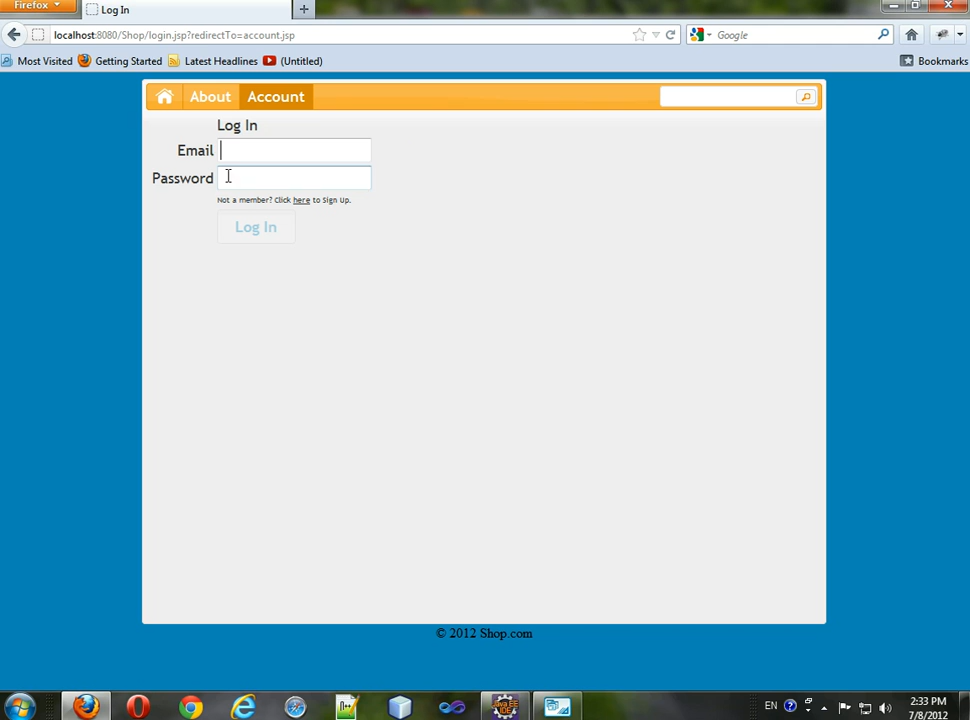 Firefox
Log In
localhost:8080/Shop/login.jsp?redirectTo=account.jsp
Google
Most Visited
Getting Started
Latest Headlines
(Untitled)
Bookmarks
About
Account
Log In
Email
Password
Not a member? Click here to Sign Up.
Log In
© 2012 Shop.com
EN
2:33 PM
7/8/2012